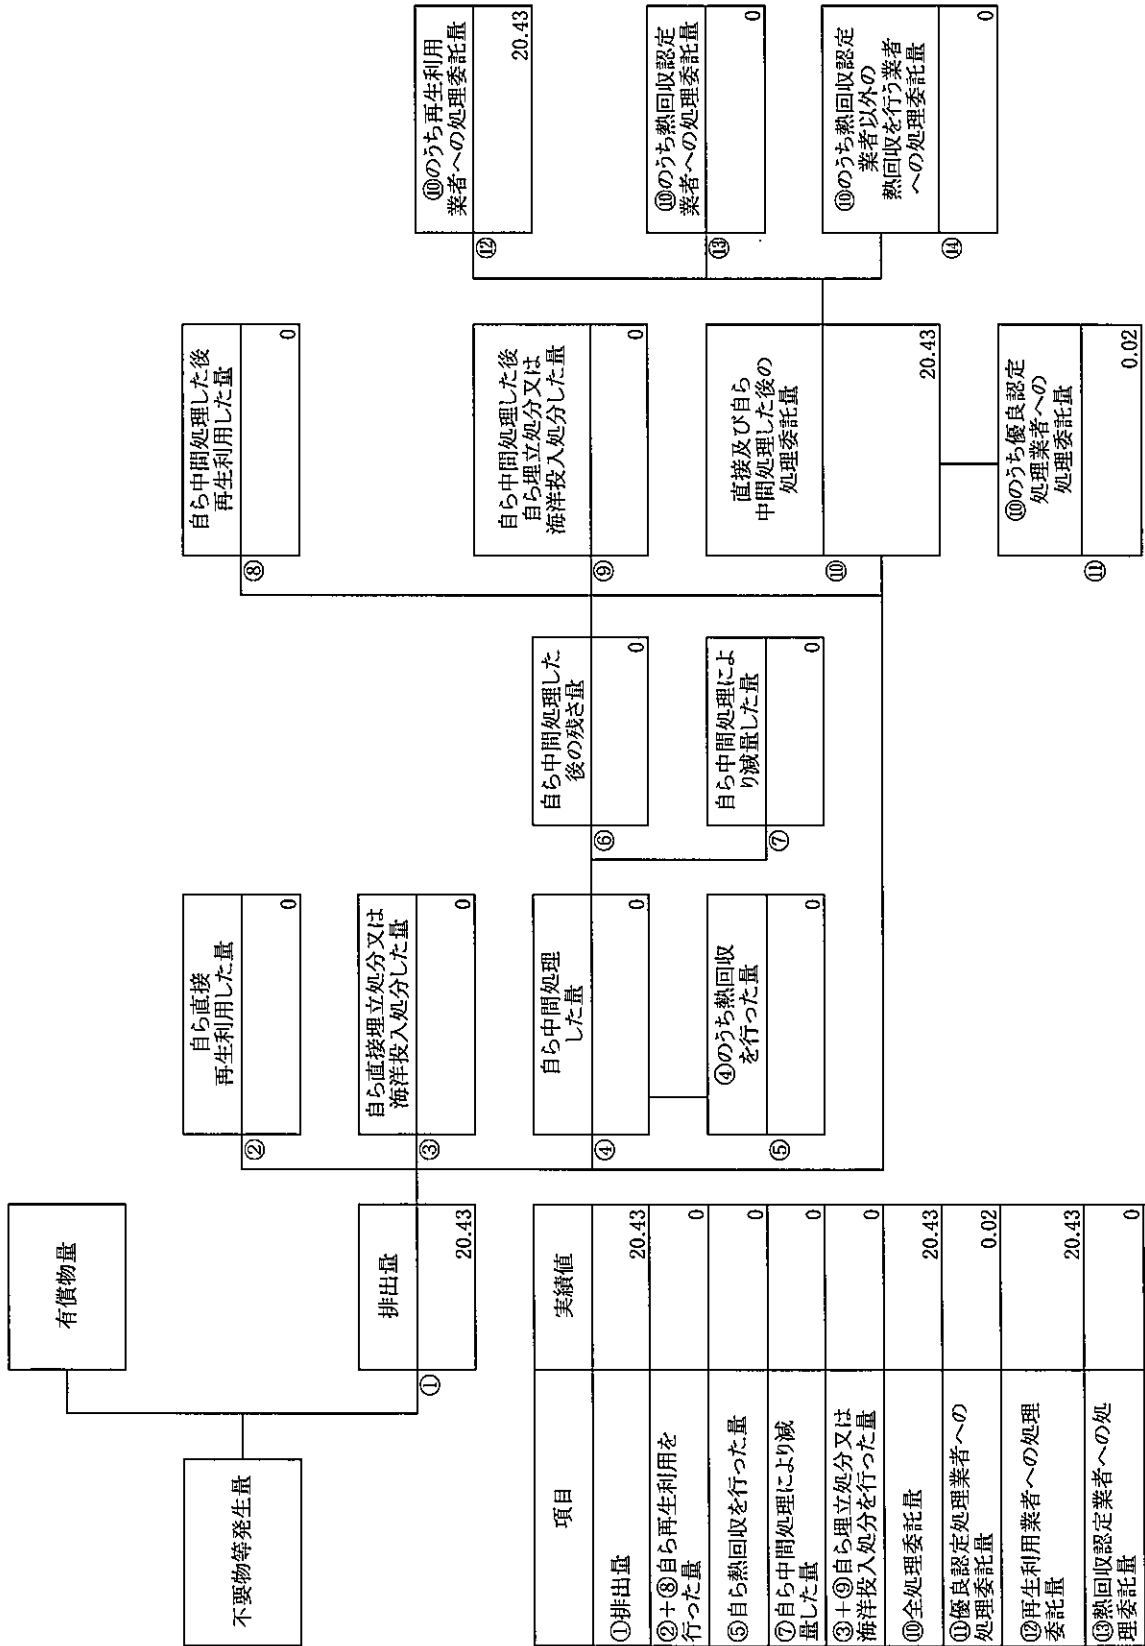 不要物等発生量
有償物量
排出量
①
20.43
自ら直接
再生利用した量
②
0
自ら直接埋立処分又は
海洋投入処分した量
③
0
自ら中間処理
した量
④
0
④のうち熱回収
を行った量
⑤
0
自ら中間処理した
後の残さ量
⑥
0
自ら中間処理によ
り減量した量
⑦
0
自ら中間処理した後
再生利用した量
⑧
0
自ら中間処理した後
自ら埋立処分又は
海洋投入処分した量
⑨
0
直接及び自ら
中間処理した後の
処理委託量
⑩
20.43
⑩のうち優良認定
処理業者への
処理委託量
⑪
0.02
⑩のうち再生利用
業者への処理委託量
⑫
20.43
⑩のうち熱回収認定
業者への処理委託量
⑬
0
⑩のうち熱回収認定
業者以外の
熱回収を行う業者
への処理委託量
⑭
0
項目 実績値
①排出量 20.43
②+⑧自ら再生利用を
行った量 0
⑤自ら熱回収を行った量 0
⑦自ら中間処理により減
量した量 0
③+⑨自ら埋立処分又は
海洋投入処分を行った量 0
⑩全処理委託量 20.43
⑪優良認定処理業者への
処理委託量 0.02
⑫再生利用業者への処理
委託量 20.43
⑬熱回収認定業者への処
理委託量 0